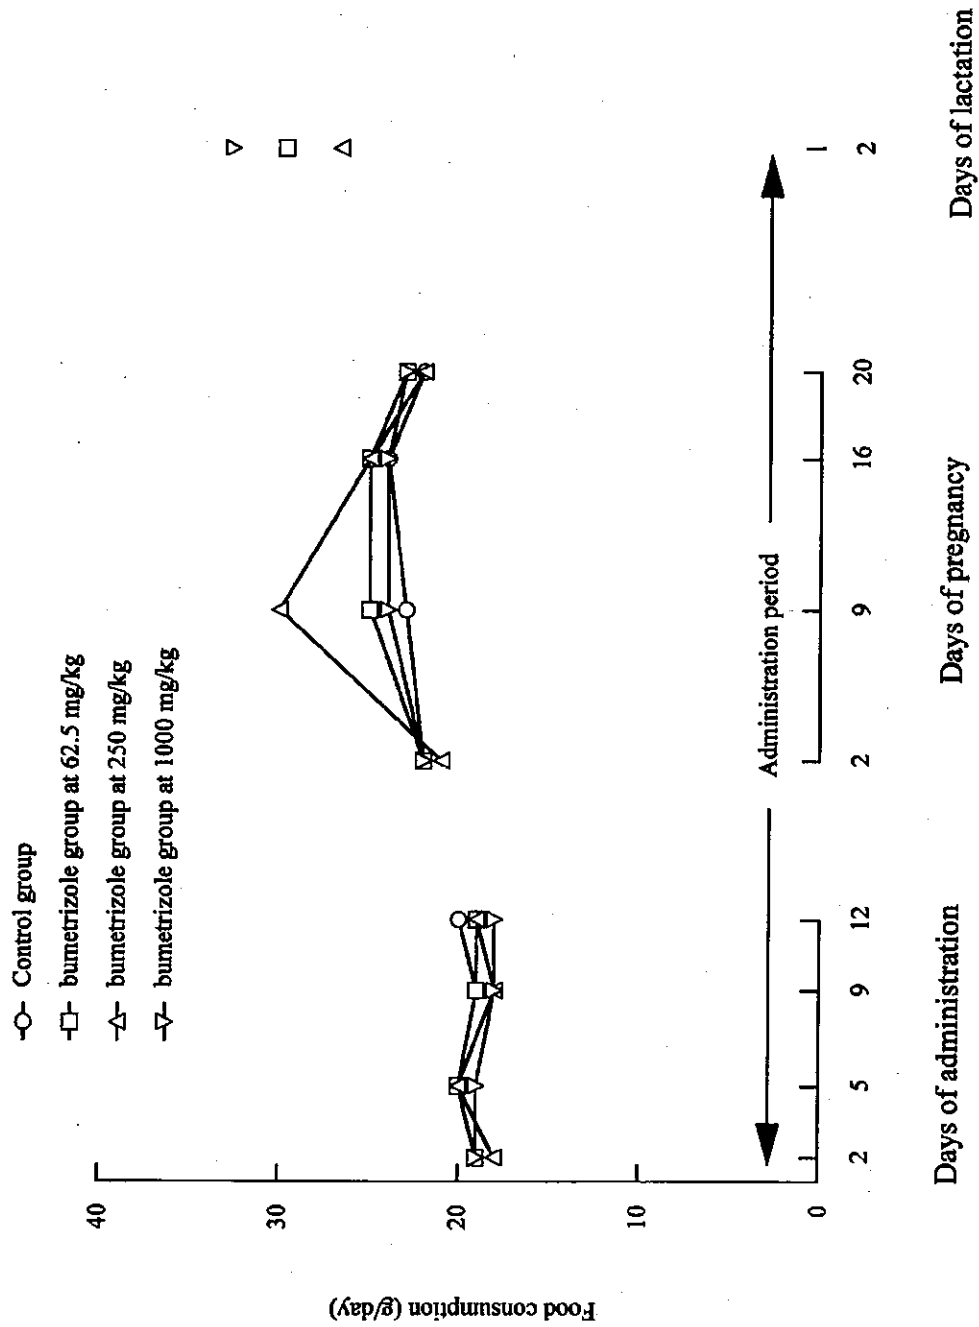 Control group
bumetrizole group at 62.5 mg/kg
bumetrizole group at 250 mg/kg
bumetrizole group at 1000 mg/kg
40
30
20
10
0
Food consumption (g/day)
Administration period
2 5 9 12
2 9 16 20
2
Days of administration
Days of pregnancy
Days of lactation